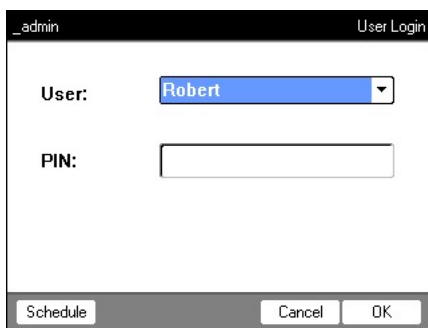 _admin User Login
User: Robert
PIN:
Schedule Cancel OK